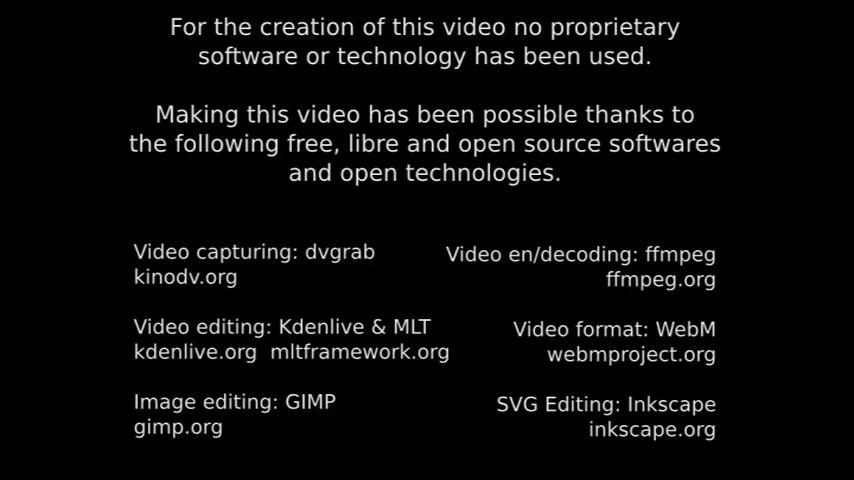 For the creation of this video no proprietary
software or technology has been used.
Making this video has been possible thanks to
the following free, libre and open source softwares
and open technologies.
Video capturing: dvgrab
kinodv.org
Video en/decoding: ffmpeg
ffmpeg.org
Video editing: Kdenlive & MLT
kdenlive.org mltframework.org
Video format: WebM
webmproject.org
Image editing: GIMP
gimp.org
SVG Editing: Inkscape
inkscape.org